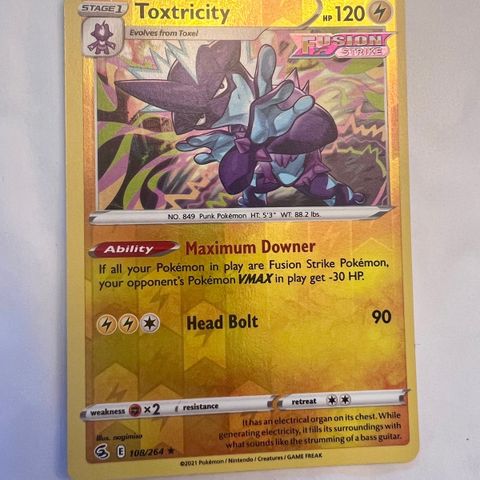 STAGE 1 Toxtricity HP 120
Evolves from Toxel
FUSION
STRIKE
NO. 849 Punk Pokémon HT: 5'3" WT: 88.2 lbs.
Ability Maximum Downer
If all your Pokémon in play are Fusion Strike Pokémon,
your opponent's Pokémon VMAX in play get -30 HP.
Head Bolt 90
weakness ×2 resistance retreat
Illus. nagimiso
It has an electrical organ on its chest. While
generating electricity, it fills its surroundings with
what sounds like the strumming of a bass guitar.
E 108/264 ★
©2021 Pokémon / Nintendo / Creatures / GAME FREAK